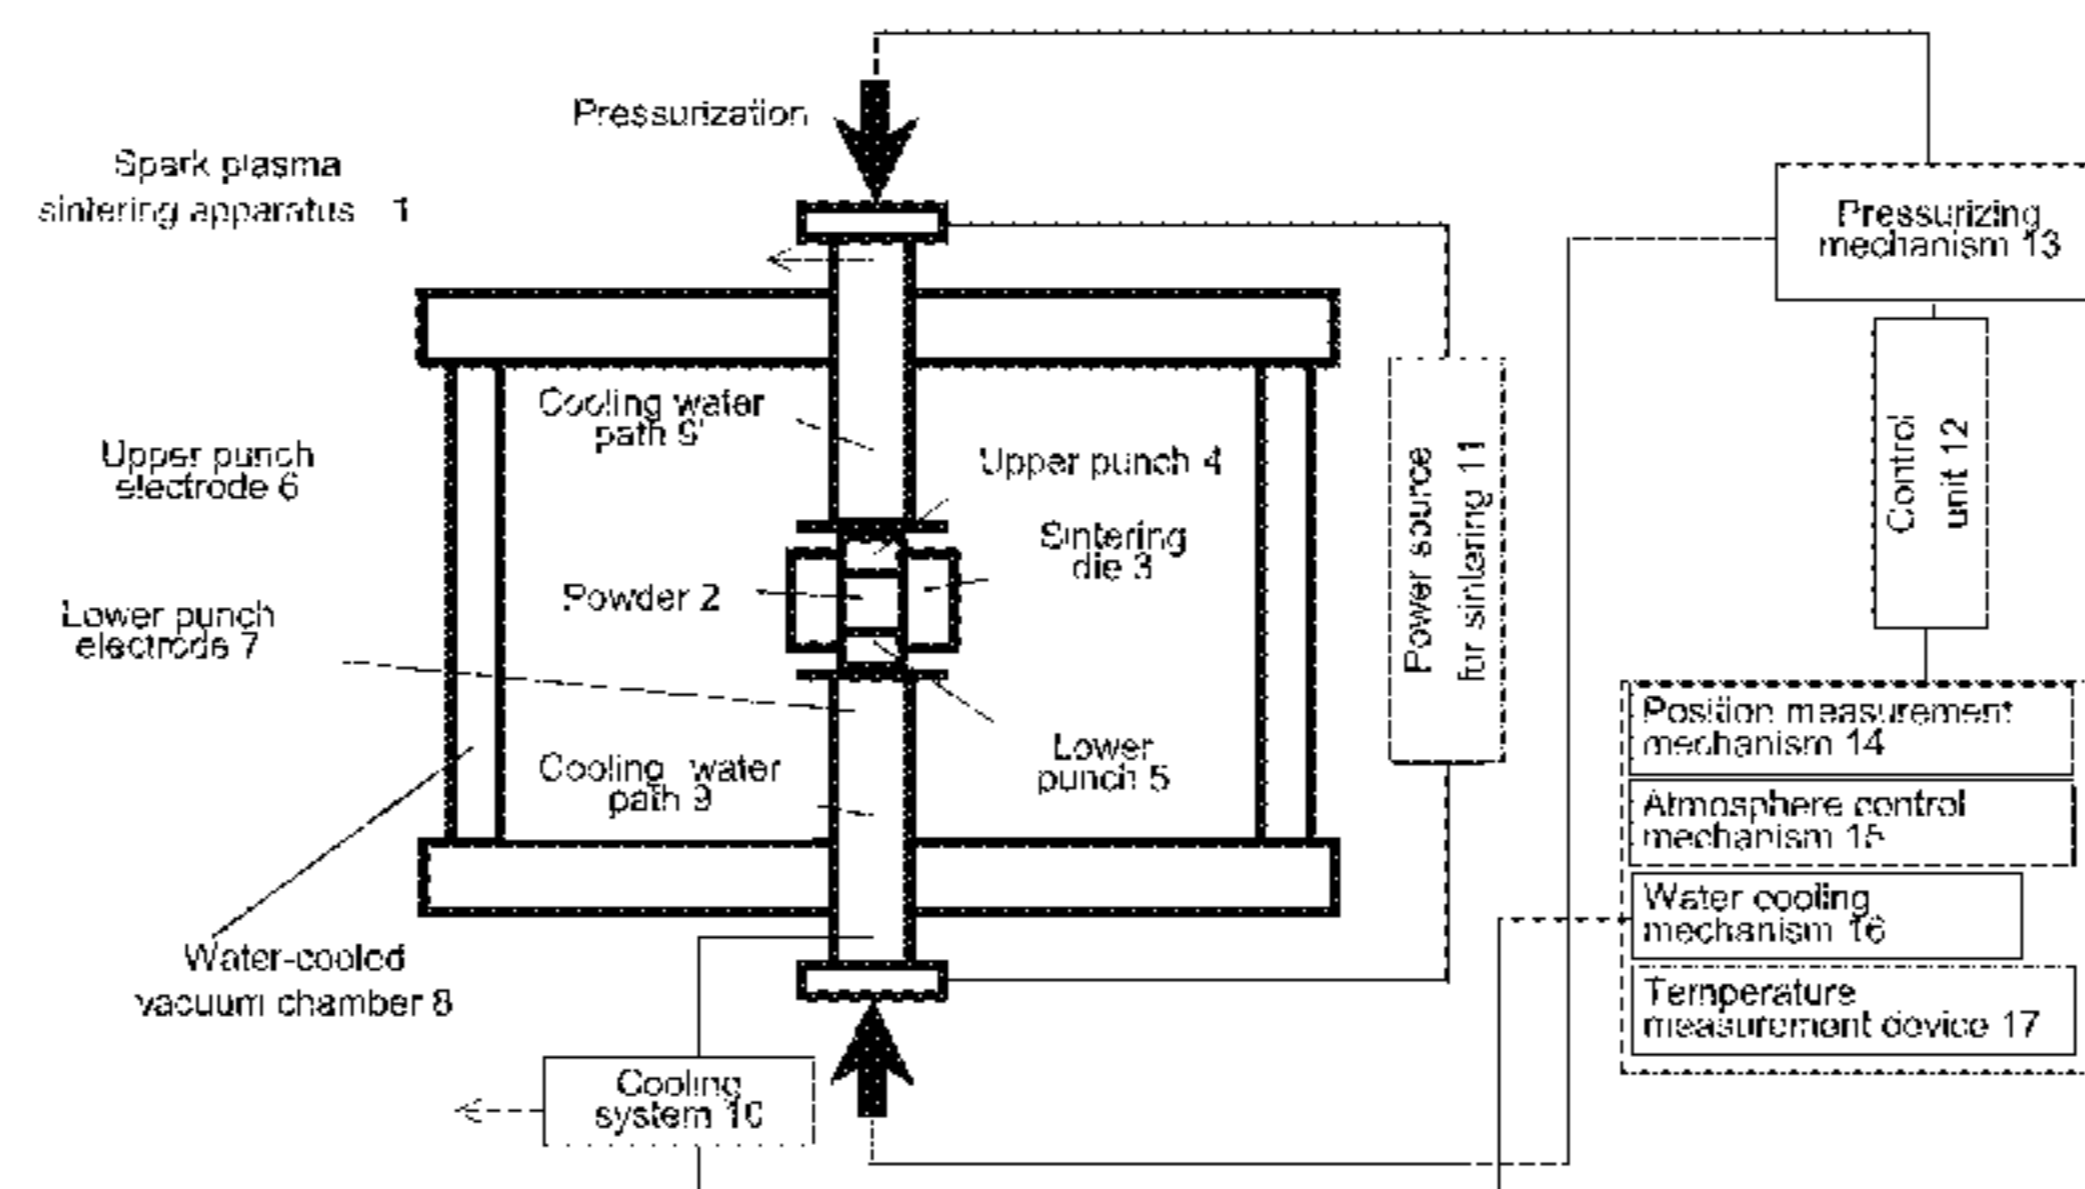 Pressurization
Spark plasma
sintering apparatus 1
Pressurizing
mechanism 13
Cooling water
path 9'
Upper punch
electrode 6
Upper punch 4
Sintering
die 3
Powder 2
Lower punch
electrode 7
Power source
for sintering 11
Control
unit 12
Lower
punch 5
Cooling water
path 9
Position measurement
mechanism 14
Atmosphere control
mechanism 15
Water cooling
mechanism 16
Temperature
measurement device 17
Water-cooled
vacuum chamber 8
Cooling
system 10